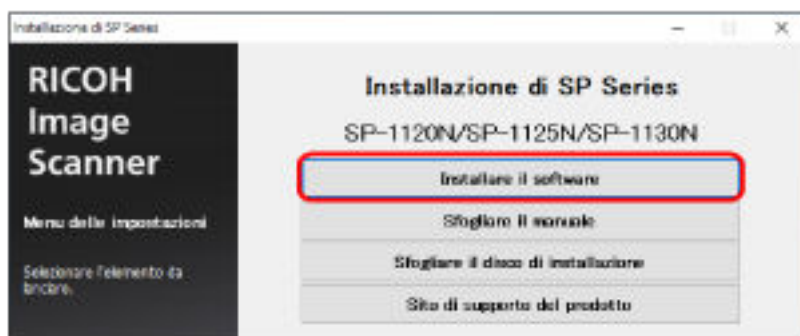 Installazione di SP Series
RICOH
Image
Scanner
Menu delle impostazioni
Selezionare l'elemento da
lanciare.
Installazione di SP Series
SP-1120N/SP-1125N/SP-1130N
Installare il software
Sfogliare il manuale
Sfogliare il disco di installazione
Sito di supporto del prodotto